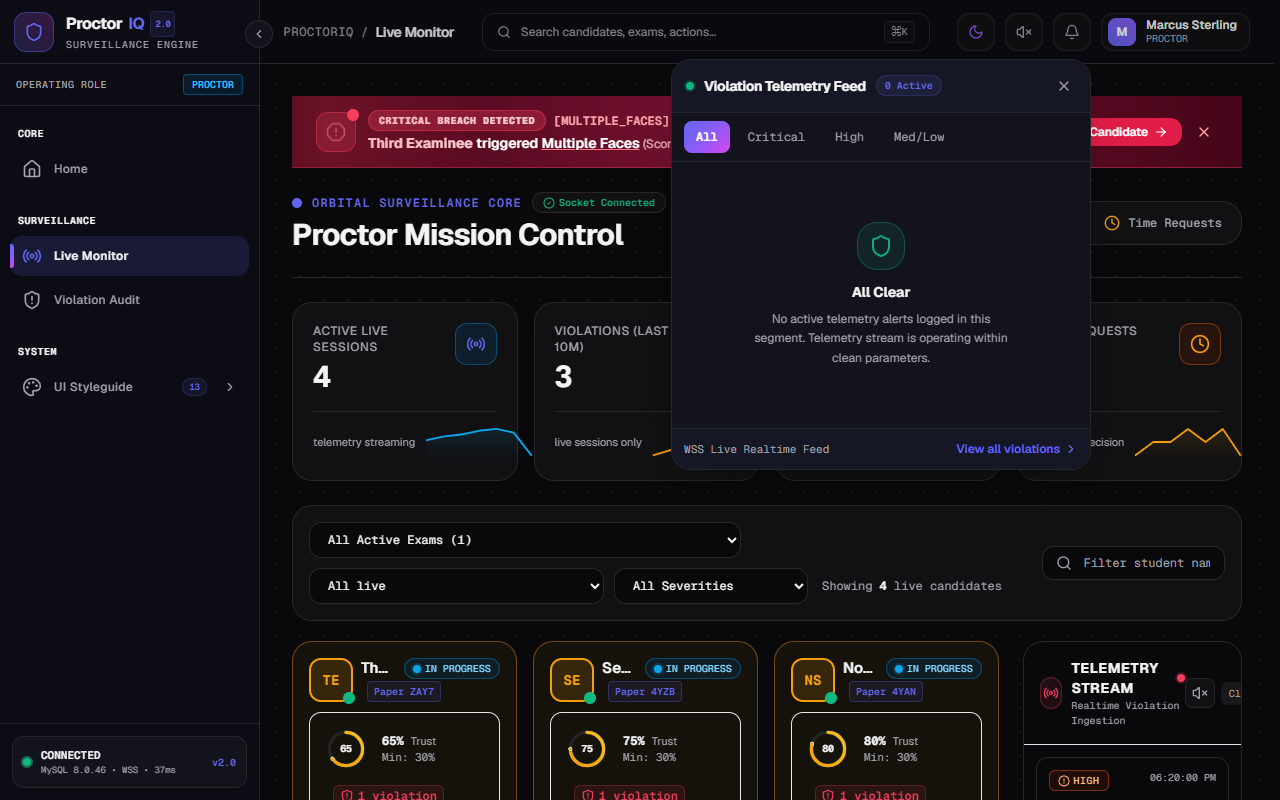 Proctor IQ 2.0
SURVEILLANCE ENGINE
PROCTORIQ / Live Monitor
Search candidates, exams, actions...
⌘K
M
Marcus Sterling
PROCTOR
OPERATING ROLE
PROCTOR
CORE
Home
SURVEILLANCE
Live Monitor
Violation Audit
SYSTEM
UI Styleguide 13
CONNECTED
MySQL 8.0.46 • WSS • 37ms
v2.0
CRITICAL BREACH DETECTED [MULTIPLE_FACES]
Third Examinee triggered Multiple Faces (Scor
Candidate →
Violation Telemetry Feed 0 Active
All Critical High Med/Low
All Clear
No active telemetry alerts logged in this
segment. Telemetry stream is operating within
clean parameters.
WSS Live Realtime Feed
View all violations
ORBITAL SURVEILLANCE CORE Socket Connected
Proctor Mission Control
Time Requests
ACTIVE LIVE
SESSIONS
4
telemetry streaming
VIOLATIONS (LAST
10M)
3
live sessions only
QUESTS
ecision
All Active Exams (1)
All live
All Severities
Showing 4 live candidates
Filter student nam
TE
Th...
IN PROGRESS
Paper ZAY7
65
65% Trust
Min: 30%
1 violation
SE
Se...
IN PROGRESS
Paper 4YZB
75
75% Trust
Min: 30%
1 violation
NS
No...
IN PROGRESS
Paper 4YAN
80
80% Trust
Min: 30%
1 violation
TELEMETRY
STREAM
Realtime Violation
Ingestion
Cl
HIGH
06:20:00 PM